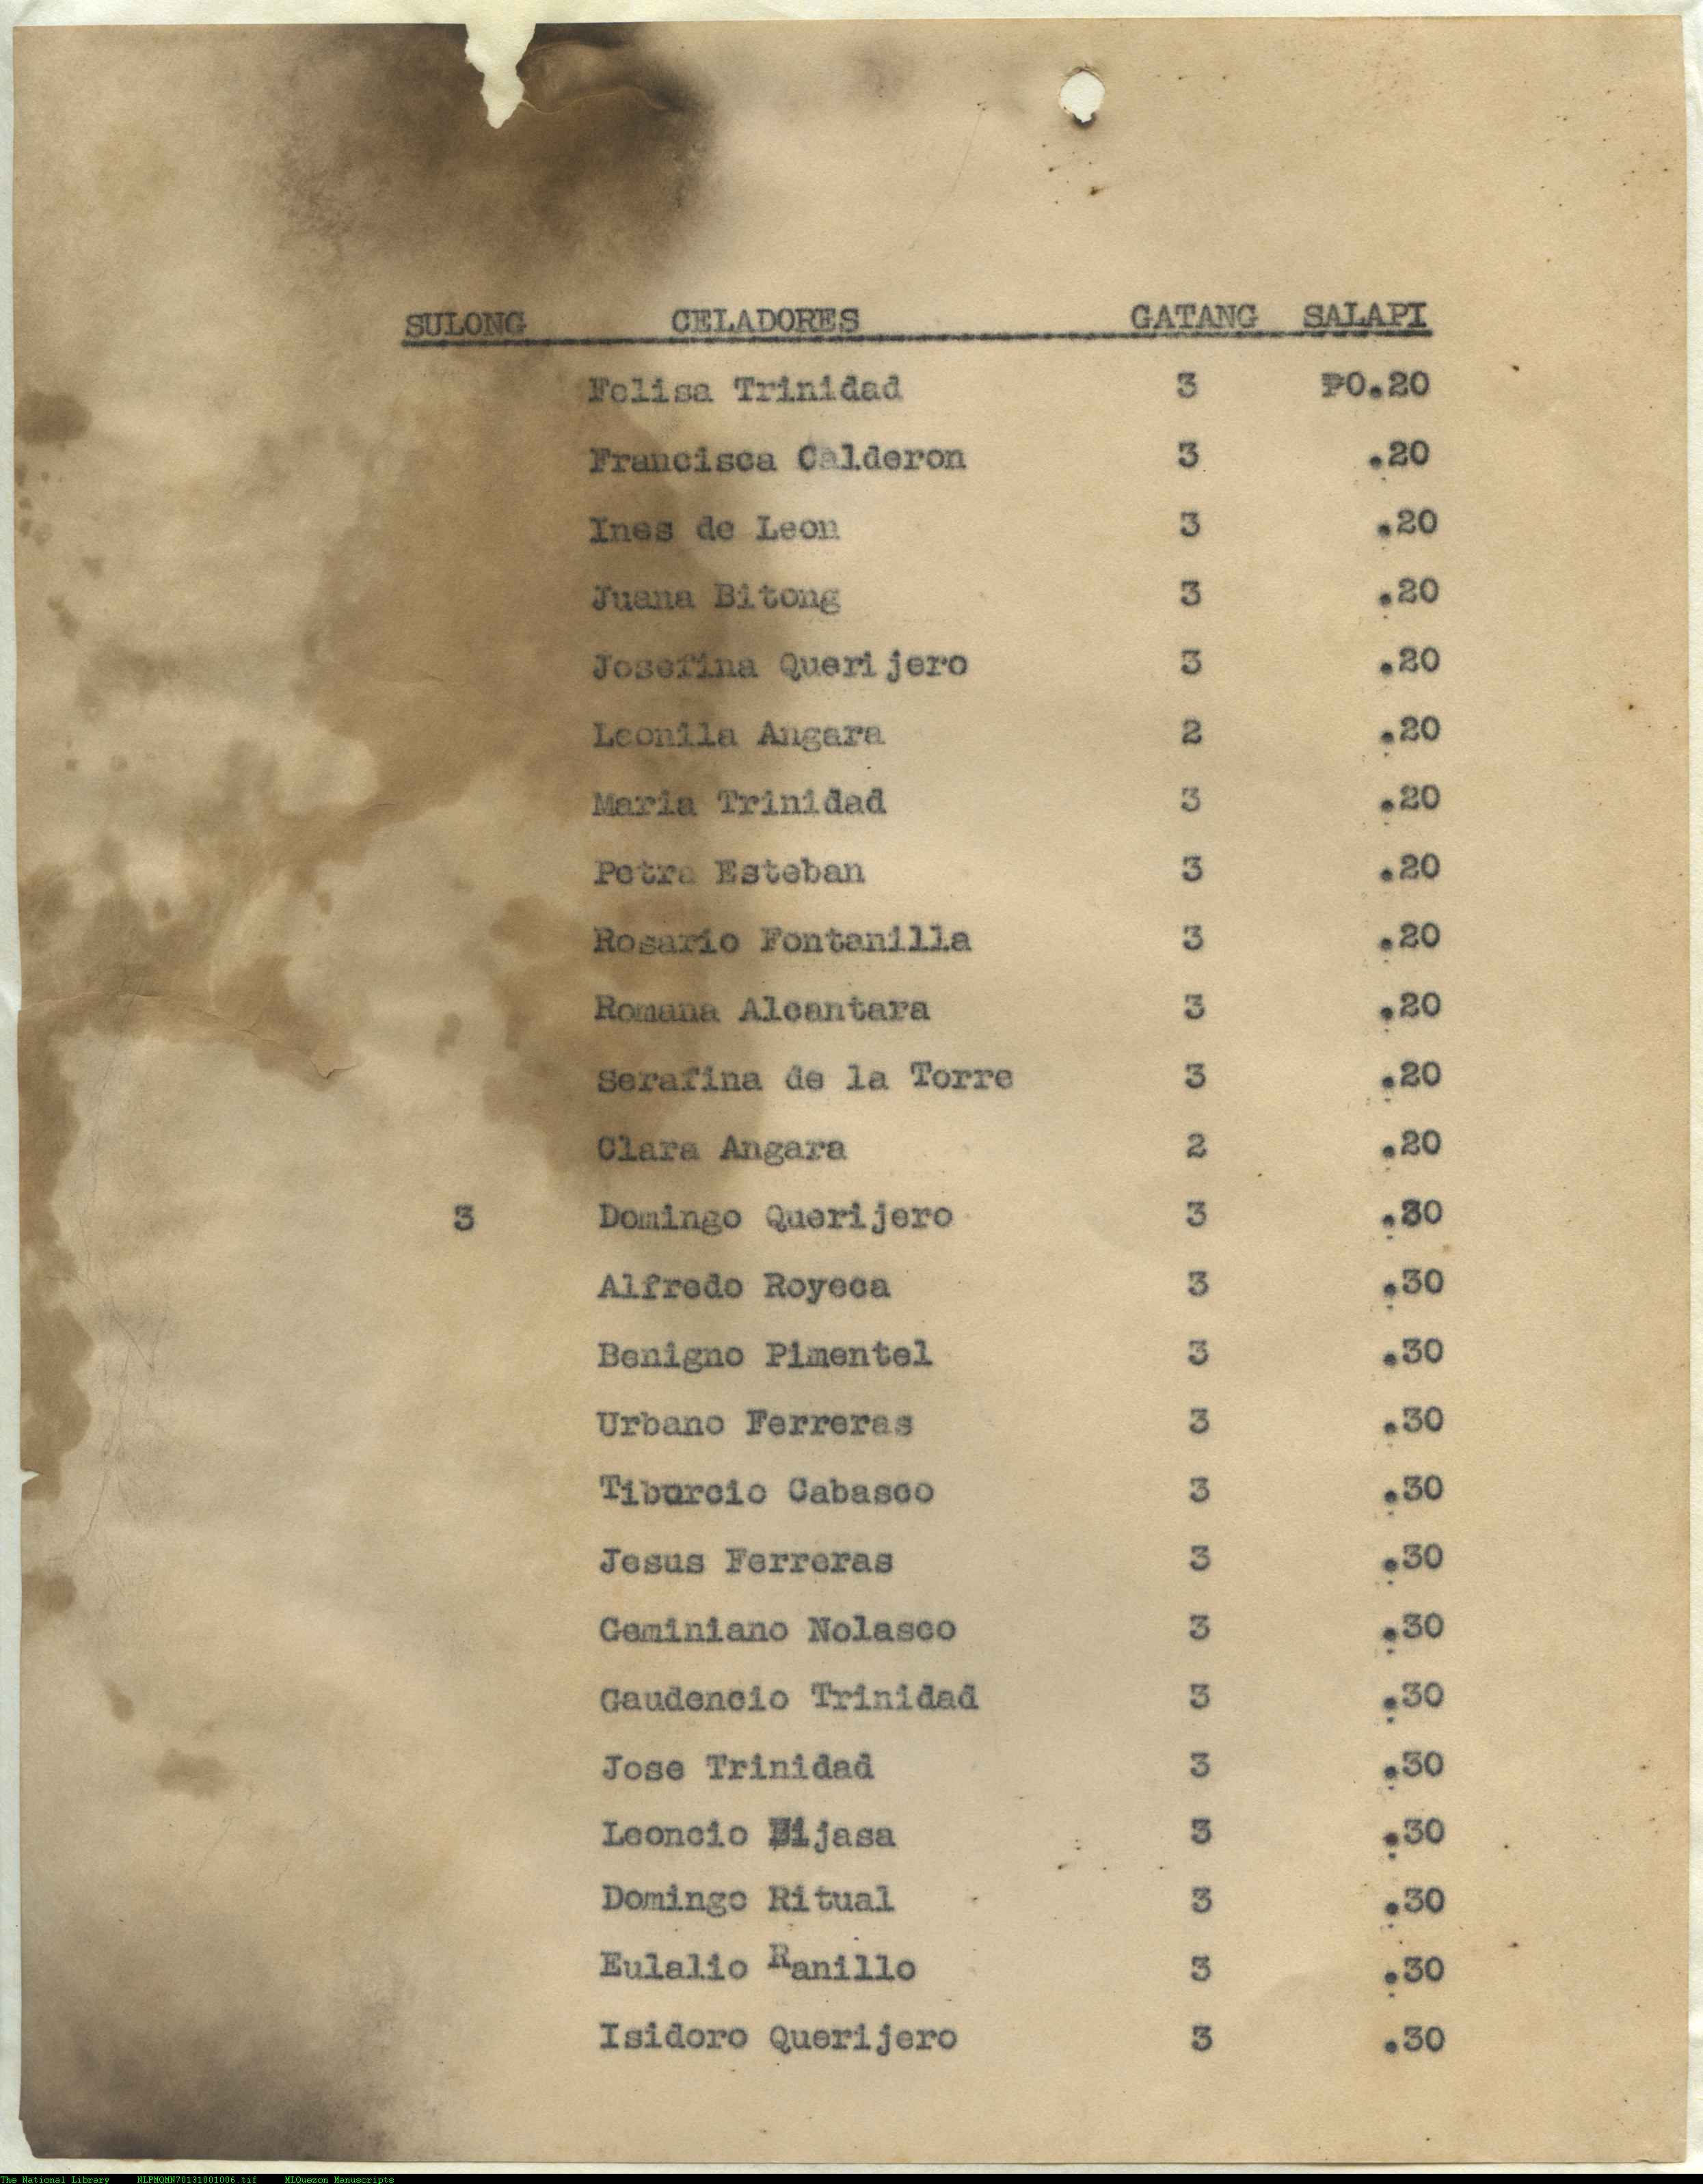 SULONG CELADORES GATANG SALAPI
Felisa Trinidad 3 ₱0.20
Francisca Calderon 3 .20
Ines de Leon 3 .20
Juana Bitong 3 .20
Josefina Querijero 3 .20
Leonila Angara 2 .20
Maria Trinidad 3 .20
Petra Esteban 3 .20
Rosario Fontanilla 3 .20
Romana Alcantara 3 .20
Serafina de la Torre 3 .20
Clara Angara 2 .20
3 Domingo Querijero 3 .30
Alfredo Royeca 3 .30
Benigno Pimentel 3 .30
Urbano Ferreras 3 .30
Tiburcio Cabasco 3 .30
Jesus Ferreras 3 .30
Geminiano Nolasco 3 .30
Gaudencio Trinidad 3 .30
Jose Trinidad 3 .30
Leoncio 3 .30
Domingo Ritual 3 .30
Eulalio Ranillo 3 .30
Isidoro Querijero 3 .30
The National Library NLPMQMN70131001006.tif MLQuezon Manuscripts